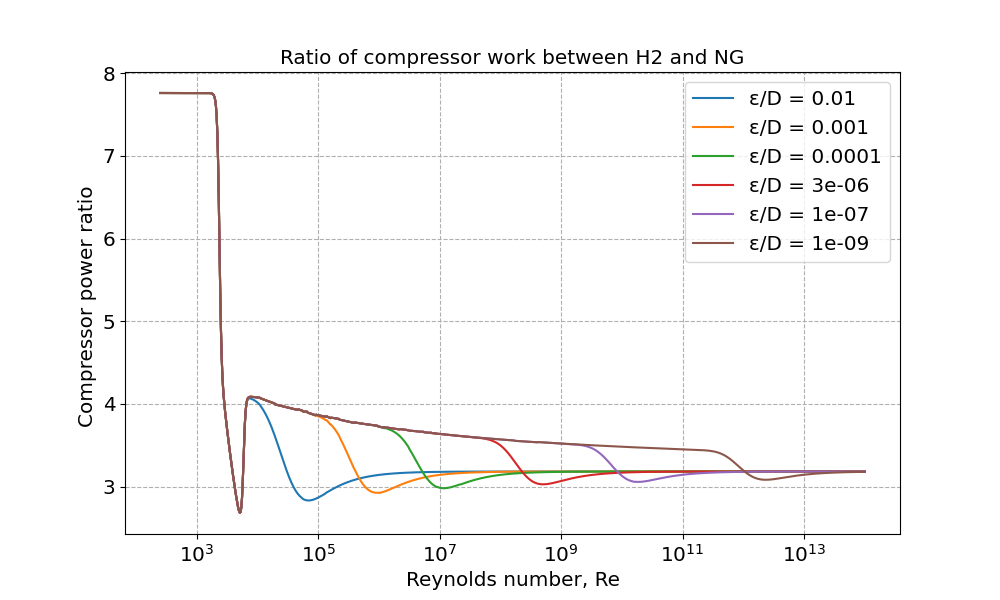 Ratio of compressor work between H2 and NG
Compressor power ratio
8
7
6
5
4
3
10³
10⁵
10⁷
10⁹
10¹¹
10¹³
Reynolds number, Re
ε/D = 0.01
ε/D = 0.001
ε/D = 0.0001
ε/D = 3e-06
ε/D = 1e-07
ε/D = 1e-09